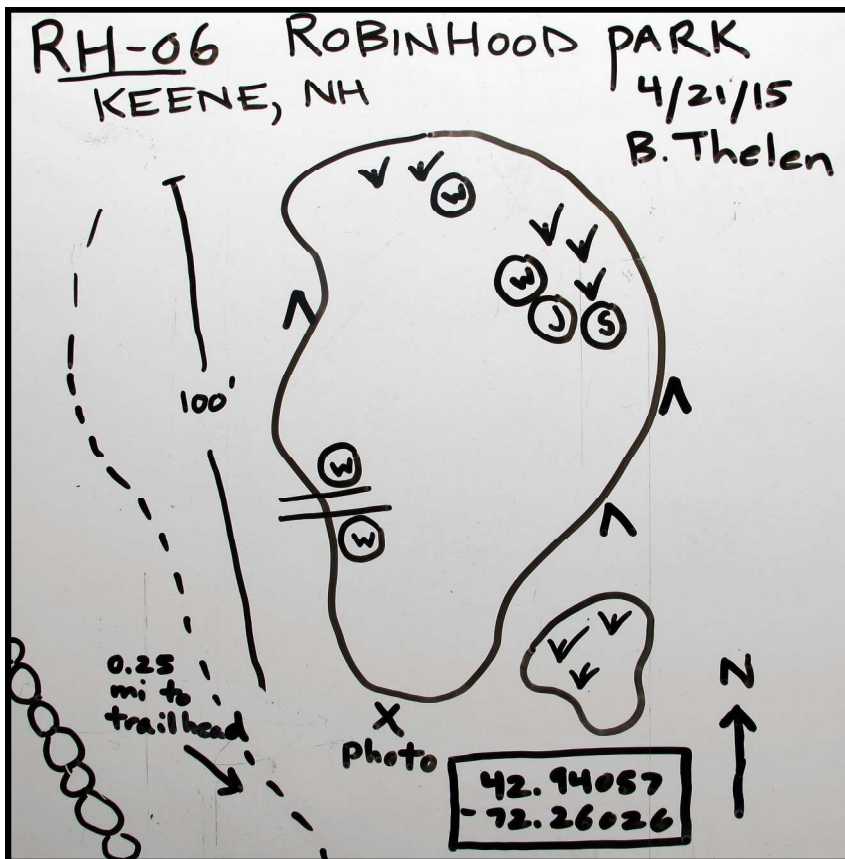 RH-06 ROBINHOOD PARK
KEENE, NH
4/21/15
B. Thelen
W
W
J
S
100'
W
W
0.25
mi to
trailhead
X
photo
N
42.94057
-72.26026